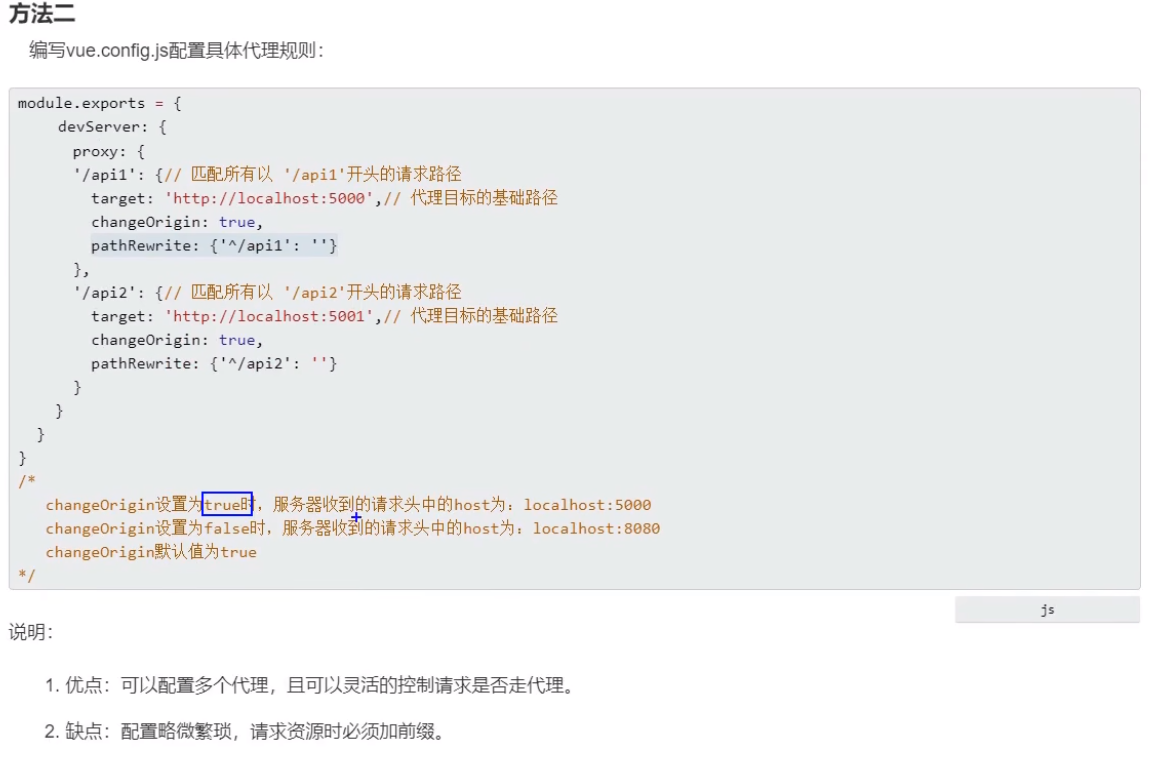 方法二
编写vue.config.js配置具体代理规则：
module.exports = {
    devServer: {
      proxy: {
      '/api1': {// 匹配所有以 '/api1'开头的请求路径
        target: 'http://localhost:5000',// 代理目标的基础路径
        changeOrigin: true,
        pathRewrite: {'^/api1': ''}
      },
      '/api2': {// 匹配所有以 '/api2'开头的请求路径
        target: 'http://localhost:5001',// 代理目标的基础路径
        changeOrigin: true,
        pathRewrite: {'^/api2': ''}
      }
    }
  }
}
/*
   changeOrigin设置为true时，服务器收到的请求头中的host为：localhost:5000
   changeOrigin设置为false时，服务器收到的请求头中的host为：localhost:8080
   changeOrigin默认值为true
*/
js
说明：
1. 优点：可以配置多个代理，且可以灵活的控制请求是否走代理。
2. 缺点：配置略微繁琐，请求资源时必须加前缀。